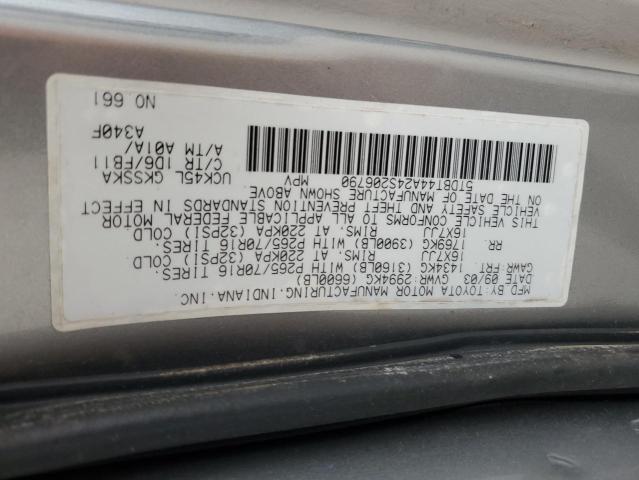 MFD.BY:TOYOTA MOTOR MANUFACTURING.INDIANA.INC.
DATE 09/03 GVWR 2994KG (6600LB)
GAWR:FRT. 1434KG (3160LB) WITH P265/70R16 TIRES.
16X7JJ RIMS.AT 220KPA (32PSI) COLD
RR. 1769KG (3900LB) WITH P265/70R16 TIRES.
16X7JJ RIMS.AT 220KPA (32PSI) COLD
THIS VEHICLE CONFORMS TO ALL APPLICABLE FEDERAL MOTOR
VEHICLE SAFETY AND THEFT PREVENTION STANDARDS IN EFFECT
ON THE DATE OF MANUFACTURE SHOWN ABOVE.
5TDBT44A24S206790 MPV
UCK45L GKSSKA
C/TR 1D6/FB11
A/TM A01A/
A340F
NO 661